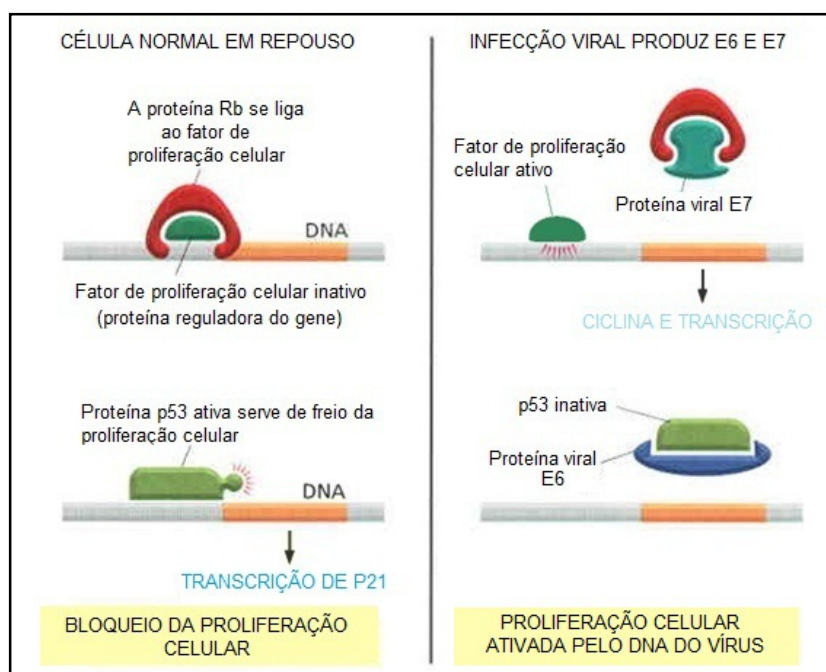 CÉLULA NORMAL EM REPOUSO
A proteína Rb se liga
ao fator de
proliferação celular
DNA
Fator de proliferação celular inativo
(proteína reguladora do gene)
Proteína p53 ativa serve de freio da
proliferação celular
DNA
TRANSCRIÇÃO DE P21
BLOQUEIO DA PROLIFERAÇÃO
CELULAR
INFECÇÃO VIRAL PRODUZ E6 E E7
Fator de proliferação
celular ativo
Proteína viral E7
CICLINA E TRANSCRIÇÃO
p53 inativa
Proteína viral
E6
PROLIFERAÇÃO CELULAR
ATIVADA PELO DNA DO VÍRUS